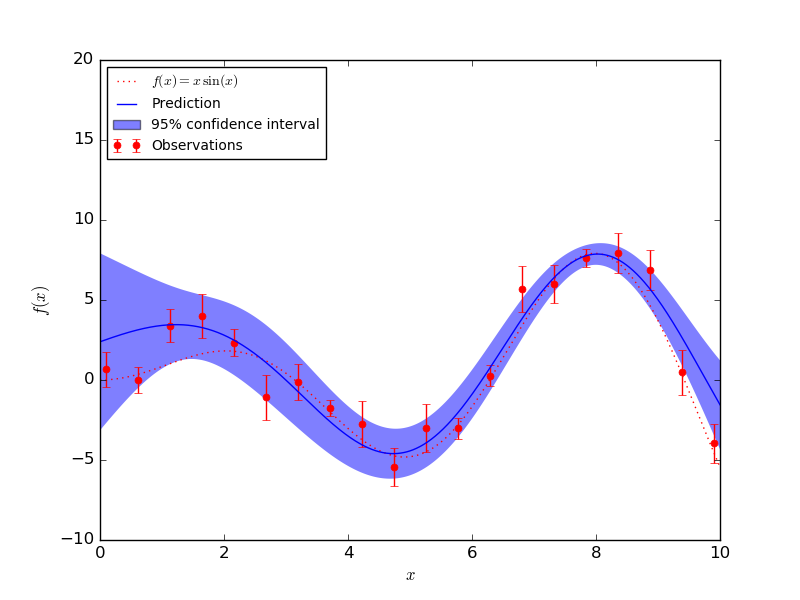 f(x) = x sin(x)
Prediction
95% confidence interval
Observations
20
15
10
5
0
−5
−10
f(x)
0 2 4 6 8 10
x